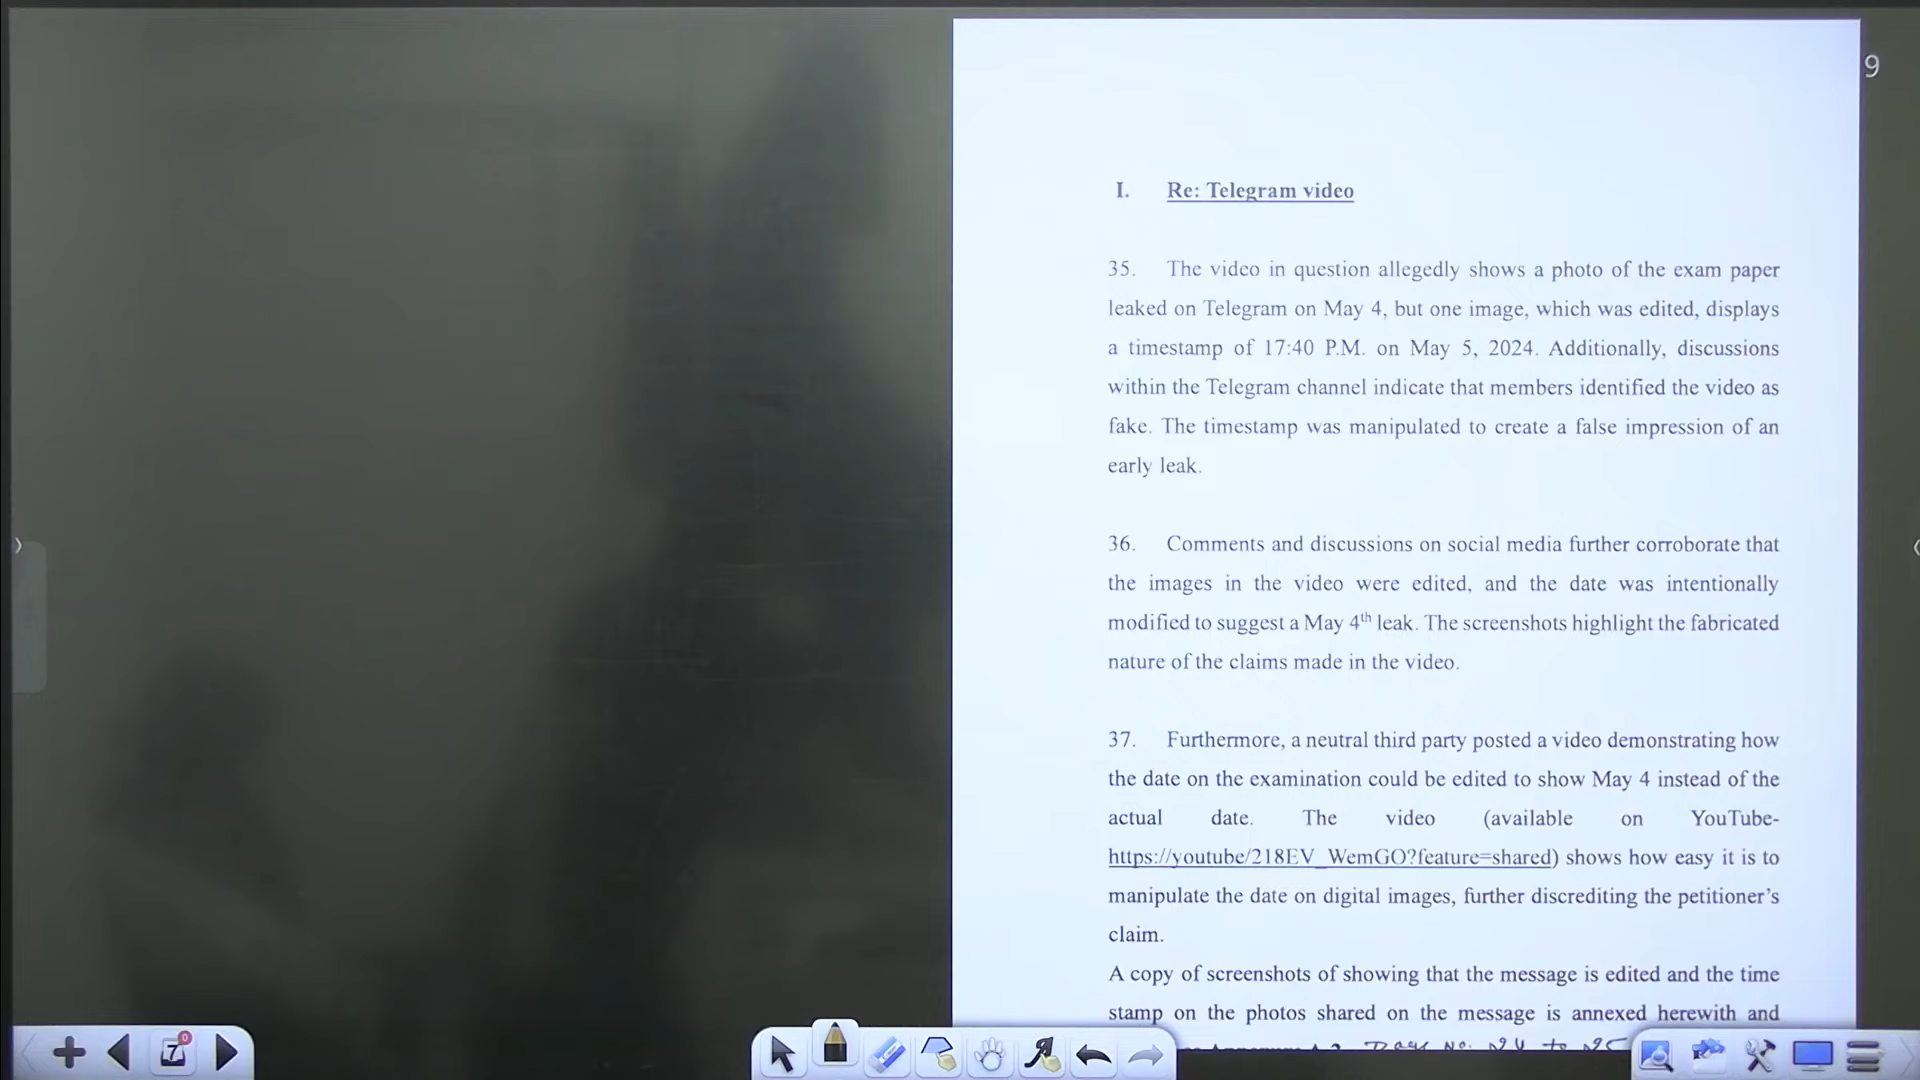 9
I. Re: Telegram video
35. The video in question allegedly shows a photo of the exam paper
leaked on Telegram on May 4, but one image, which was edited, displays
a timestamp of 17:40 P.M. on May 5, 2024. Additionally, discussions
within the Telegram channel indicate that members identified the video as
fake. The timestamp was manipulated to create a false impression of an
early leak.
36. Comments and discussions on social media further corroborate that
the images in the video were edited, and the date was intentionally
modified to suggest a May 4th leak. The screenshots highlight the fabricated
nature of the claims made in the video.
37. Furthermore, a neutral third party posted a video demonstrating how
the date on the examination could be edited to show May 4 instead of the
actual date. The video (available on YouTube-
https://youtube/218EV_WemGO?feature=shared) shows how easy it is to
manipulate the date on digital images, further discrediting the petitioner's
claim.
A copy of screenshots of showing that the message is edited and the time
stamp on the photos shared on the message is annexed herewith and
7
0